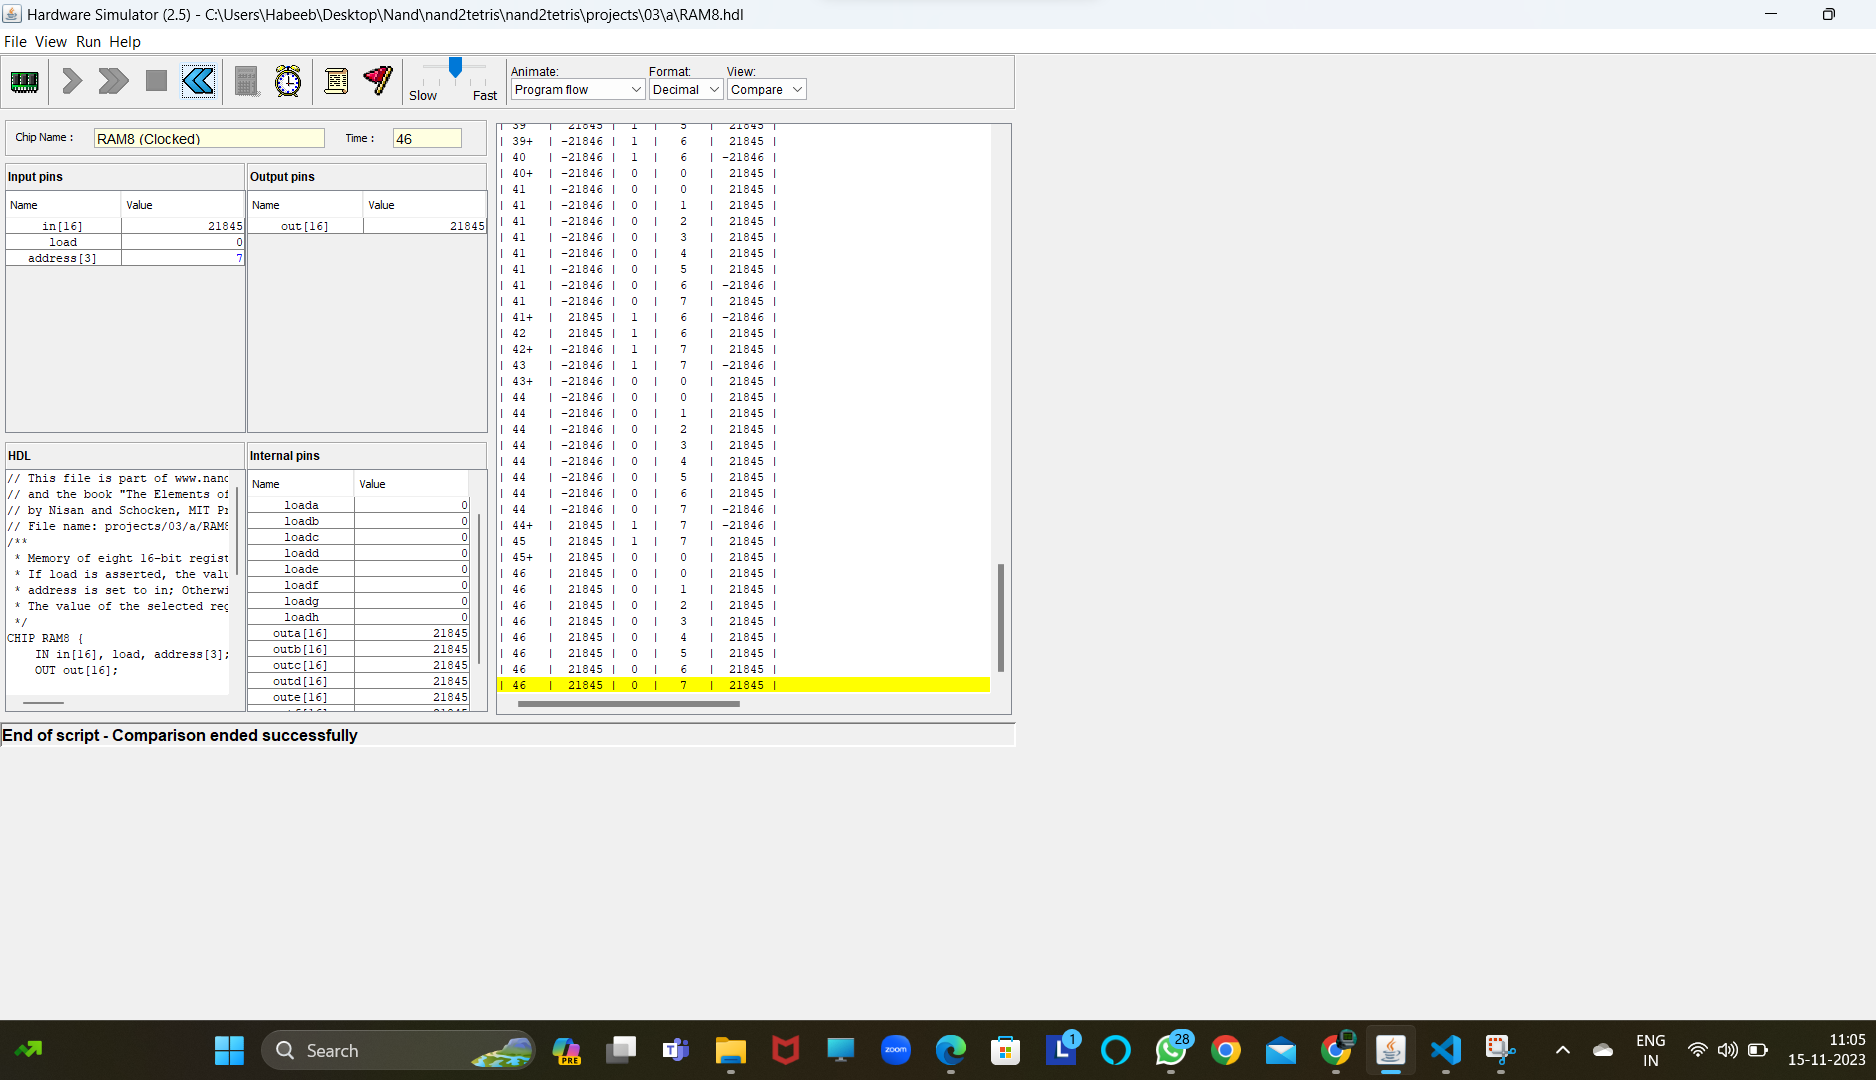 Hardware Simulator (2.5) - C:\Users\Habeeb\Desktop\Nand\nand2tetris\nand2tetris\projects\03\a\RAM8.hdl
File View Run Help
Slow Fast
Animate: Format: View:
Program flow Decimal Compare
Chip Name : RAM8 (Clocked) Time : 46
Input pins
Name Value
in[16] 21845
load 0
address[3] 7
Output pins
Name Value
out[16] 21845
HDL
// This file is part of www.nand
// and the book "The Elements of
// by Nisan and Schocken, MIT Pr
// File name: projects/03/a/RAM8
/**
* Memory of eight 16-bit regist
* If load is asserted, the valu
* address is set to in; Otherwi
* The value of the selected reg
*/
CHIP RAM8 {
IN in[16], load, address[3];
OUT out[16];
Internal pins
Name Value
loada 0
loadb 0
loadc 0
loadd 0
loade 0
loadf 0
loadg 0
loadh 0
outa[16] 21845
outb[16] 21845
outc[16] 21845
outd[16] 21845
oute[16] 21845
| 39 | 21845 | 1 | 5 | 21845 |
| 39+ | -21846 | 1 | 6 | 21845 |
| 40 | -21846 | 1 | 6 | -21846 |
| 40+ | -21846 | 0 | 0 | 21845 |
| 41 | -21846 | 0 | 0 | 21845 |
| 41 | -21846 | 0 | 1 | 21845 |
| 41 | -21846 | 0 | 2 | 21845 |
| 41 | -21846 | 0 | 3 | 21845 |
| 41 | -21846 | 0 | 4 | 21845 |
| 41 | -21846 | 0 | 5 | 21845 |
| 41 | -21846 | 0 | 6 | -21846 |
| 41 | -21846 | 0 | 7 | 21845 |
| 41+ | 21845 | 1 | 6 | -21846 |
| 42 | 21845 | 1 | 6 | 21845 |
| 42+ | -21846 | 1 | 7 | 21845 |
| 43 | -21846 | 1 | 7 | -21846 |
| 43+ | -21846 | 0 | 0 | 21845 |
| 44 | -21846 | 0 | 0 | 21845 |
| 44 | -21846 | 0 | 1 | 21845 |
| 44 | -21846 | 0 | 2 | 21845 |
| 44 | -21846 | 0 | 3 | 21845 |
| 44 | -21846 | 0 | 4 | 21845 |
| 44 | -21846 | 0 | 5 | 21845 |
| 44 | -21846 | 0 | 6 | 21845 |
| 44 | -21846 | 0 | 7 | -21846 |
| 44+ | 21845 | 1 | 7 | -21846 |
| 45 | 21845 | 1 | 7 | 21845 |
| 45+ | 21845 | 0 | 0 | 21845 |
| 46 | 21845 | 0 | 0 | 21845 |
| 46 | 21845 | 0 | 1 | 21845 |
| 46 | 21845 | 0 | 2 | 21845 |
| 46 | 21845 | 0 | 3 | 21845 |
| 46 | 21845 | 0 | 4 | 21845 |
| 46 | 21845 | 0 | 5 | 21845 |
| 46 | 21845 | 0 | 6 | 21845 |
| 46 | 21845 | 0 | 7 | 21845 |
End of script - Comparison ended successfully
Search
PRE
zoom
L 1
28
ENG
IN
11:05
15-11-2023